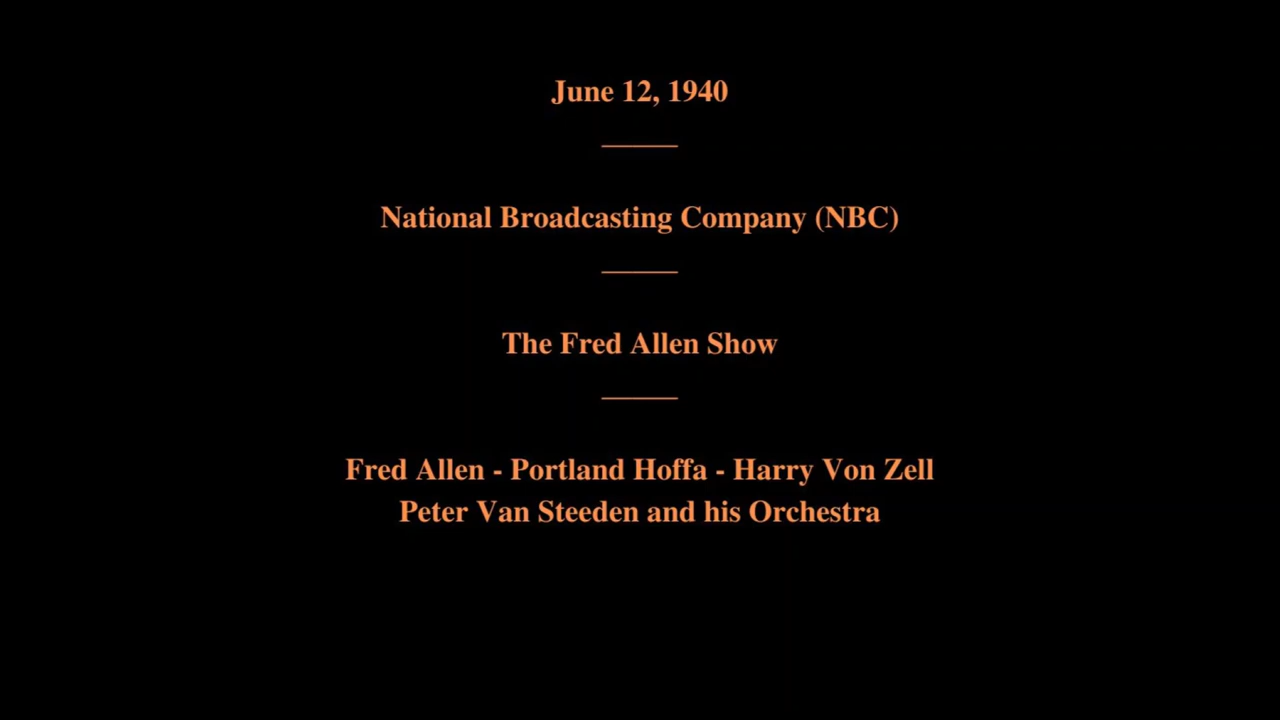 June 12, 1940
National Broadcasting Company (NBC)
The Fred Allen Show
Fred Allen - Portland Hoffa - Harry Von Zell
Peter Van Steeden and his Orchestra